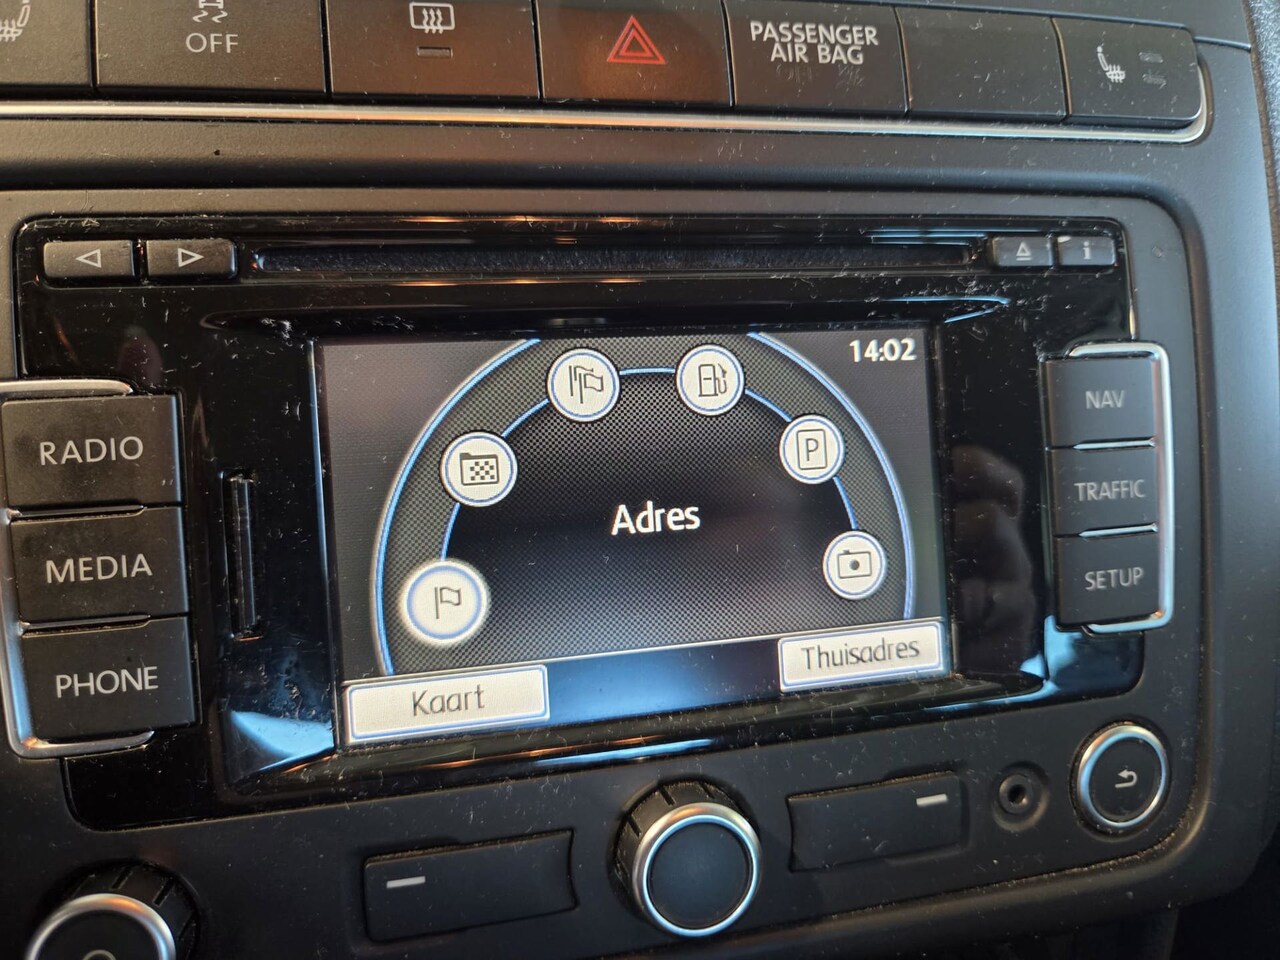 OFF
PASSENGER
AIR BAG
i
14:02
RADIO
MEDIA
PHONE
NAV
TRAFFIC
SETUP
P
Adres
Kaart
Thuisadres